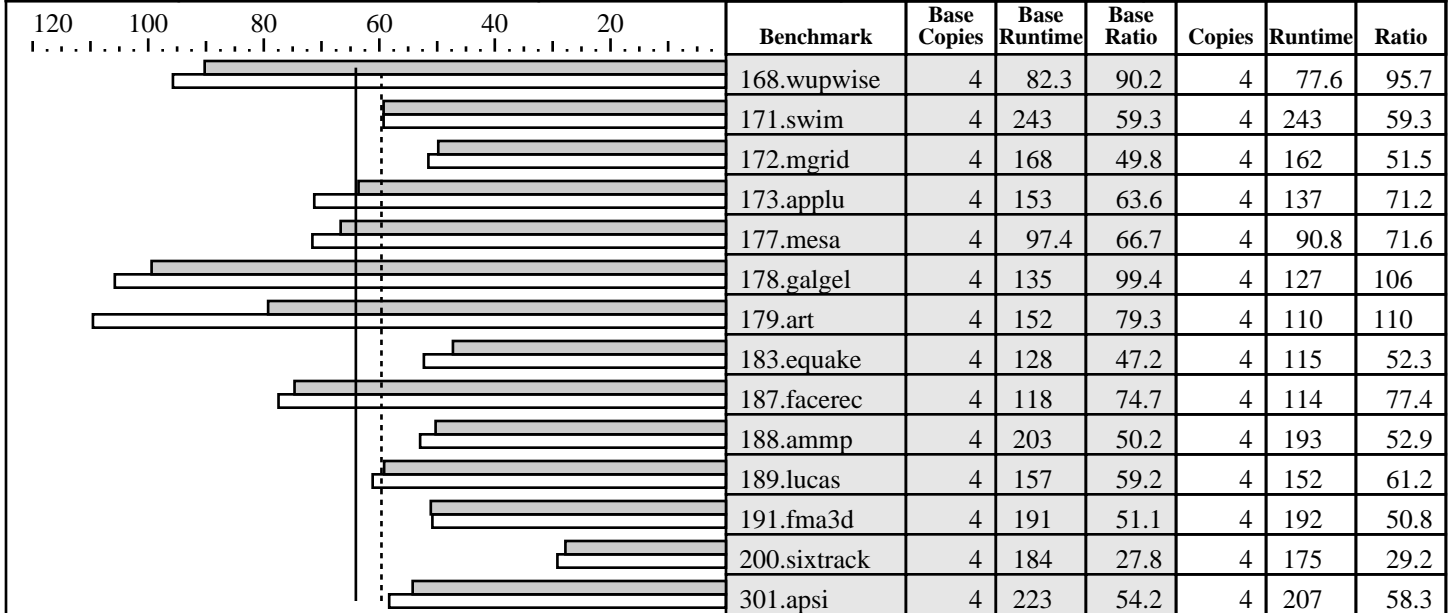 120 100 80 60 40 20
Benchmark Base Copies Base Runtime Base Ratio Copies Runtime Ratio
168.wupwise 4 82.3 90.2 4 77.6 95.7
171.swim 4 243 59.3 4 243 59.3
172.mgrid 4 168 49.8 4 162 51.5
173.applu 4 153 63.6 4 137 71.2
177.mesa 4 97.4 66.7 4 90.8 71.6
178.galgel 4 135 99.4 4 127 106
179.art 4 152 79.3 4 110 110
183.equake 4 128 47.2 4 115 52.3
187.facerec 4 118 74.7 4 114 77.4
188.ammp 4 203 50.2 4 193 52.9
189.lucas 4 157 59.2 4 152 61.2
191.fma3d 4 191 51.1 4 192 50.8
200.sixtrack 4 184 27.8 4 175 29.2
301.apsi 4 223 54.2 4 207 58.3